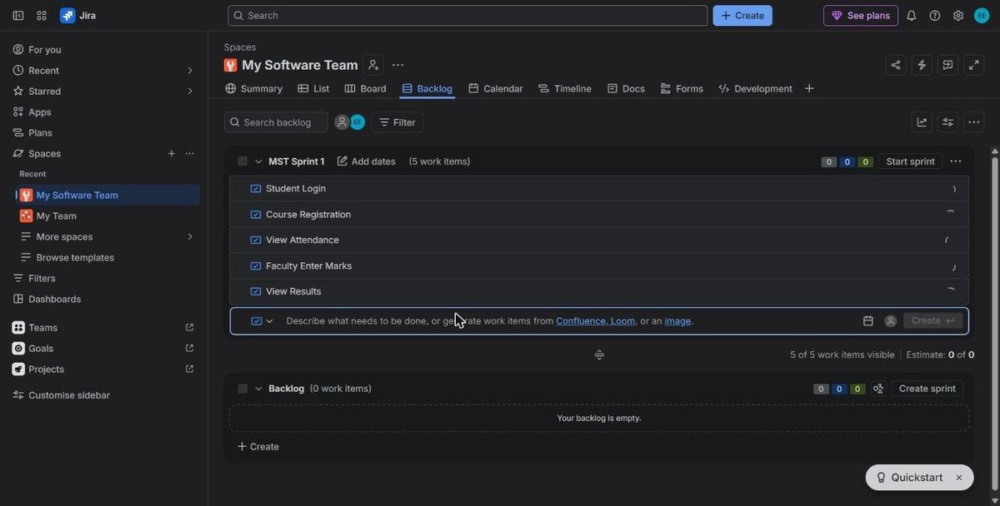 Jira
Search
+ Create
See plans
EE
For you
Recent
Starred
Apps
Plans
Spaces
Recent
My Software Team
My Team
More spaces
Browse templates
Filters
Dashboards
Teams
Goals
Projects
Customise sidebar
Spaces
My Software Team
Summary List Board Backlog Calendar Timeline Docs Forms Development
Search backlog EE Filter
MST Sprint 1 Add dates (5 work items) 0 0 0 Start sprint
Student Login
Course Registration
View Attendance
Faculty Enter Marks
View Results
Describe what needs to be done, or generate work items from Confluence, Loom, or an image. Create
5 of 5 work items visible Estimate: 0 of 0
Backlog (0 work items) 0 0 0 Create sprint
Your backlog is empty.
+ Create
Quickstart